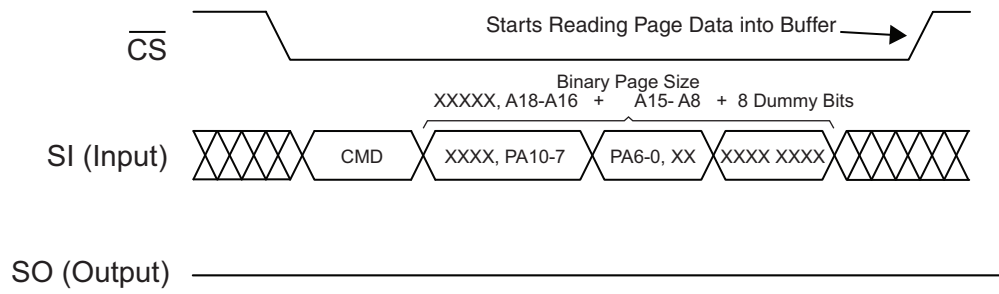 Starts Reading Page Data into Buffer
CS
Binary Page Size
XXXXX, A18-A16 + A15- A8 + 8 Dummy Bits
SI (Input) CMD XXXX, PA10-7 PA6-0, XX XXXX XXXX
SO (Output)